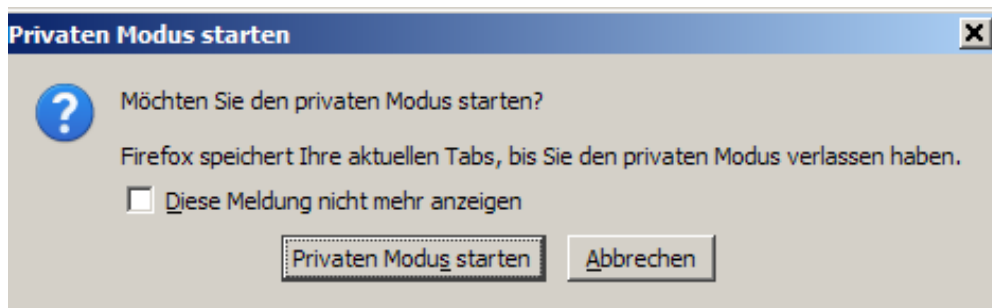 Privaten Modus starten
Möchten Sie den privaten Modus starten?
Firefox speichert Ihre aktuellen Tabs, bis Sie den privaten Modus verlassen haben.
Diese Meldung nicht mehr anzeigen
Privaten Modus starten Abbrechen